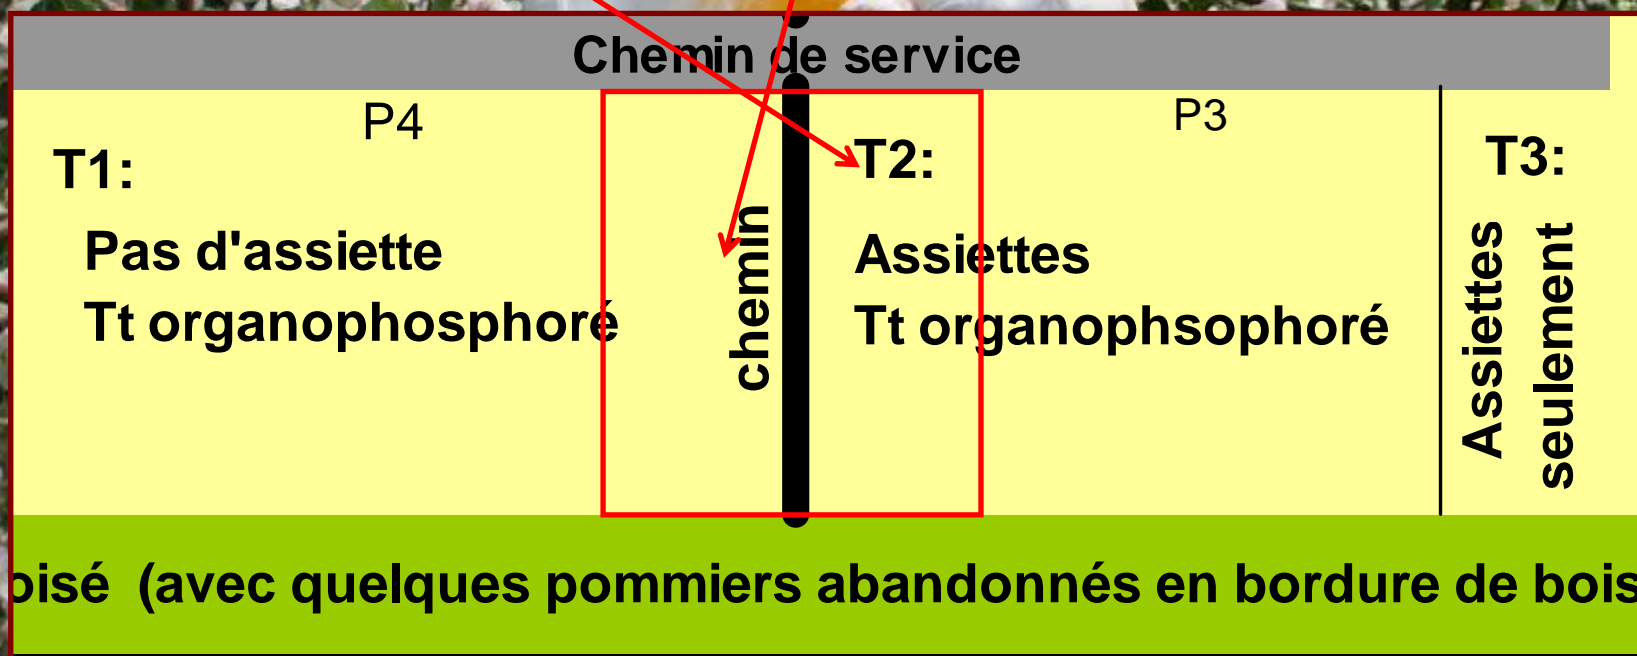 Chemin de service
P4
P3
T1:
Pas d'assiette
Tt organophosphoré
chemin
T2:
Assiettes
Tt organophsophoré
T3:
Assiettes
seulement
oisé (avec quelques pommiers abandonnés en bordure de bois